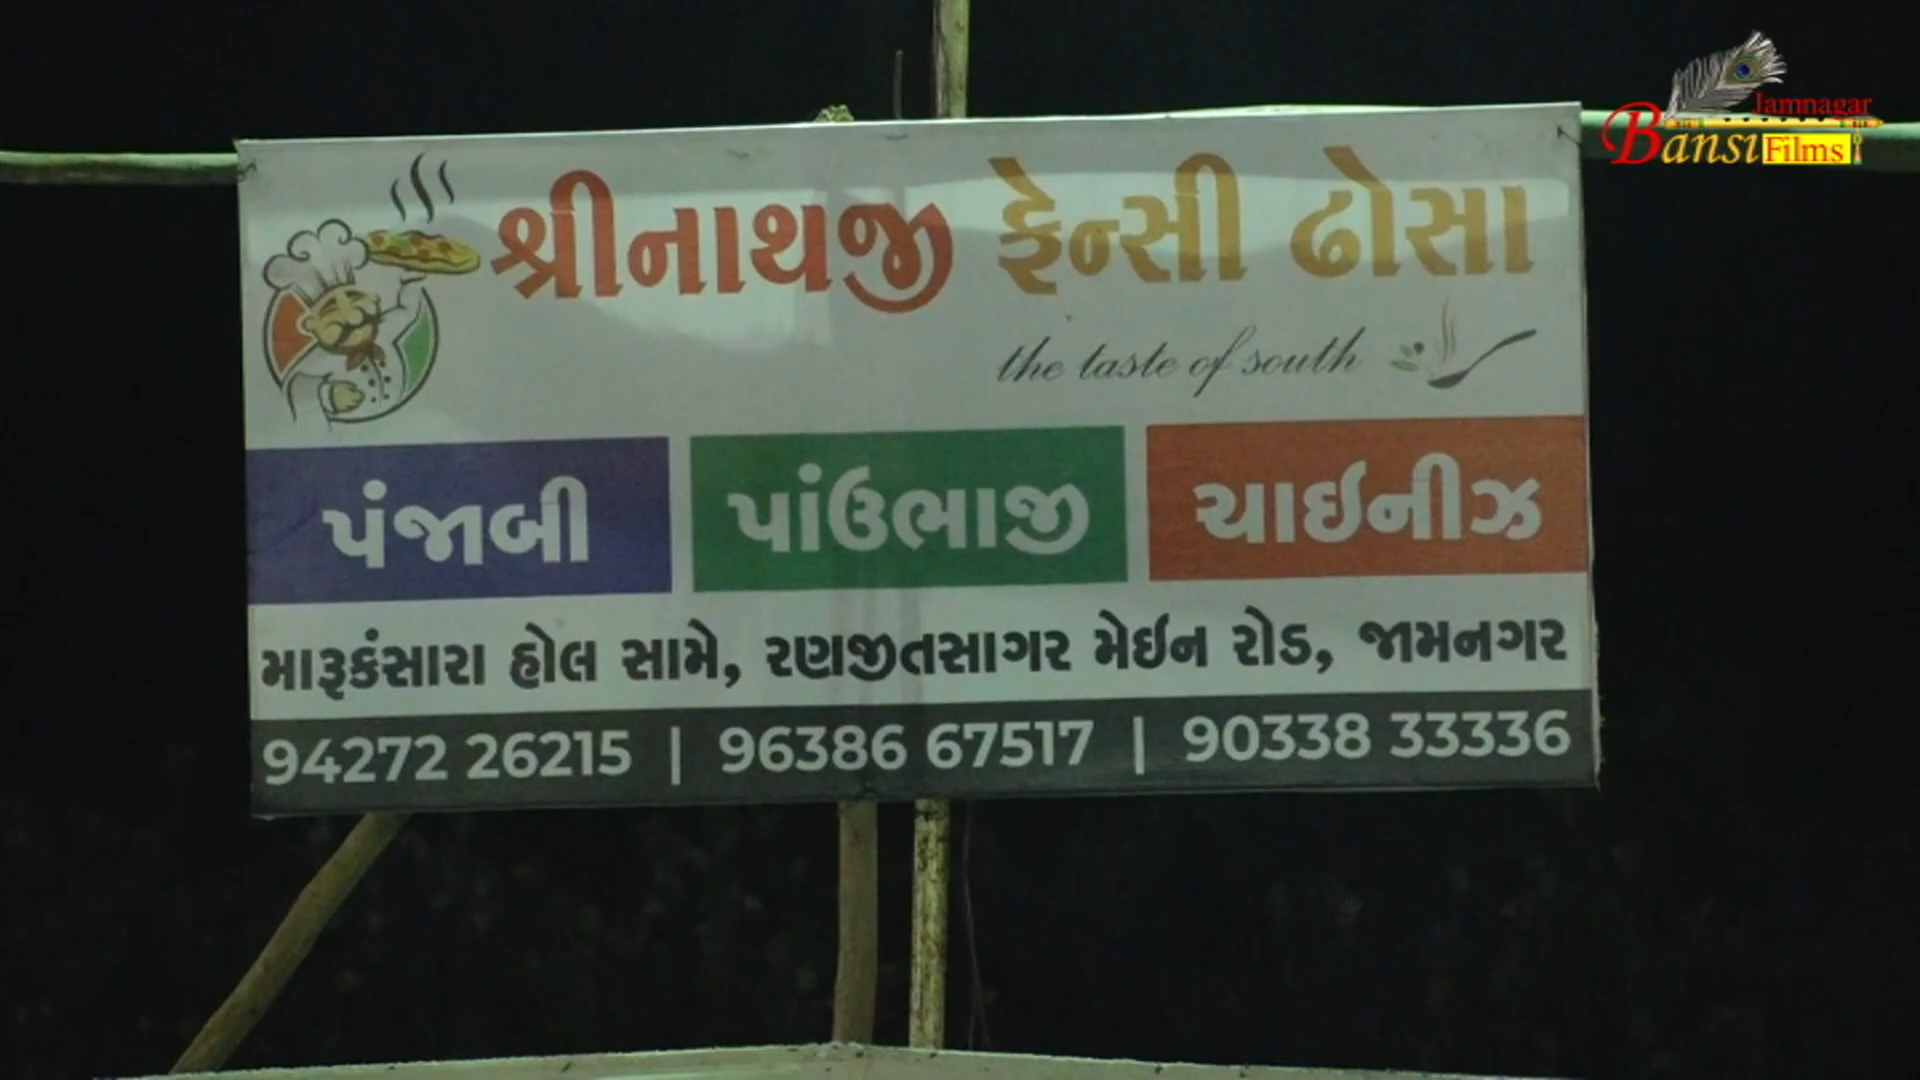 Jamnagar
Bansi Films
શ્રીનાથજી ફેન્સી ઢોસા
the taste of south
પંજાબી પાંઉભાજી ચાઇનીઝ
મારૂકંસારા હોલ સામે, રણજીતસાગર મેઈન રોડ, જામનગર
94272 26215 | 96386 67517 | 90338 33336